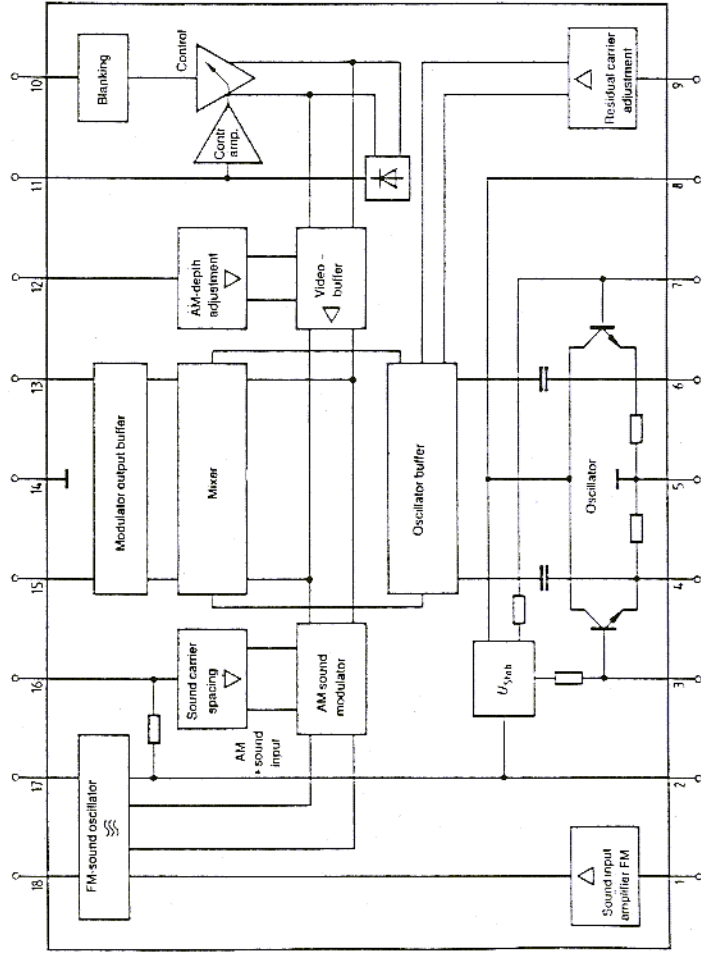 18
17
16
15
14
13
12
11
10
FM-sound oscillator
Sound carrier
spacing
Modulator output buffer
AM-depth
adjustment
Blanking
AM
sound
input
Mixer
Contr
amp.
Control
AM sound
modulator
Video -
buffer
Oscillator buffer
Sound input
amplifier FM
U Stab
Oscillator
Residual carrier
adjustment
1
2
3
4
5
6
7
8
9